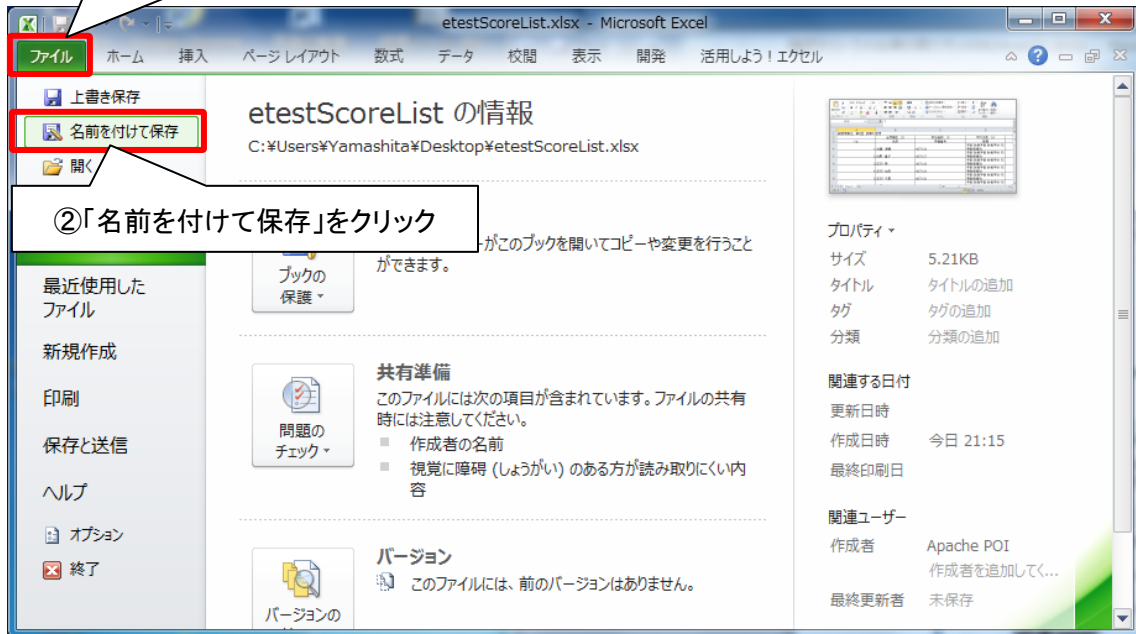 etestScoreList.xlsx - Microsoft Excel
ファイル ホーム 挿入 ページ レイアウト 数式 データ 校閲 表示 開発 活用しよう！エクセル
上書き保存
名前を付けて保存
開く
②「名前を付けて保存」をクリック
最近使用した
ファイル
新規作成
印刷
保存と送信
ヘルプ
オプション
終了
etestScoreList の情報
C:¥Users¥Yamashita¥Desktop¥etestScoreList.xlsx
がこのブックを開いてコピーや変更を行うこと
ができます。
ブックの
保護
共有準備
このファイルには次の項目が含まれています。ファイルの共有
時には注意してください。
作成者の名前
視覚に障碍 (しょうがい) のある方が読み取りにくい内
容
問題の
チェック
バージョン
このファイルには、前のバージョンはありません。
バージョンの
プロパティ
サイズ 5.21KB
タイトル タイトルの追加
タグ タグの追加
分類 分類の追加
関連する日付
更新日時
作成日時 今日 21:15
最終印刷日
関連ユーザー
作成者 Apache POI
作成者を追加してく...
最終更新者 未保存